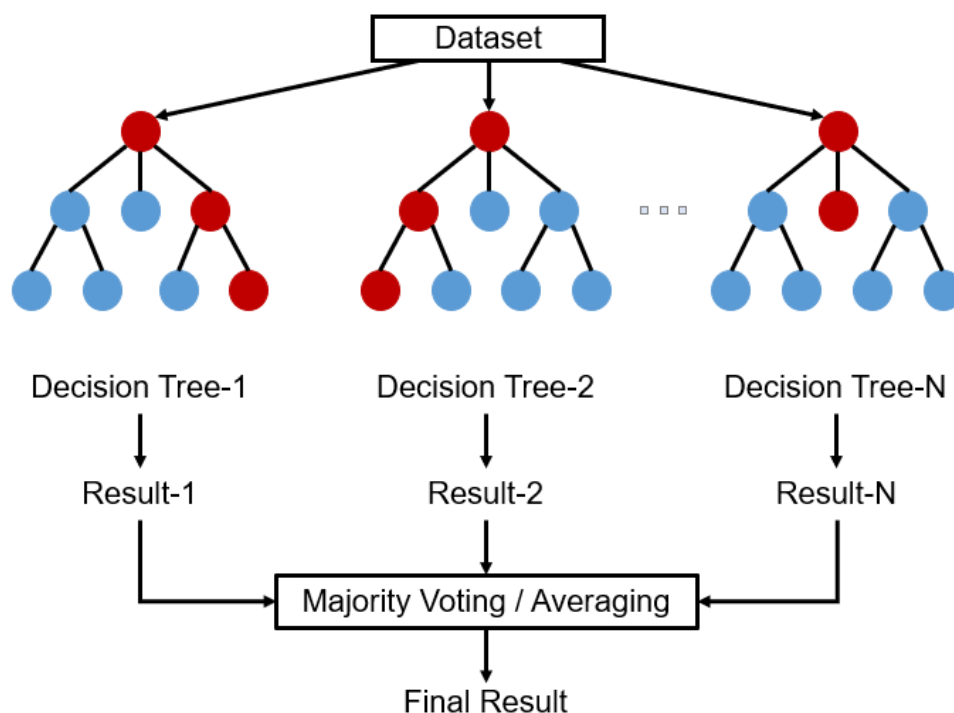 Dataset
Decision Tree-1
Decision Tree-2
Decision Tree-N
Result-1
Result-2
Result-N
Majority Voting / Averaging
Final Result